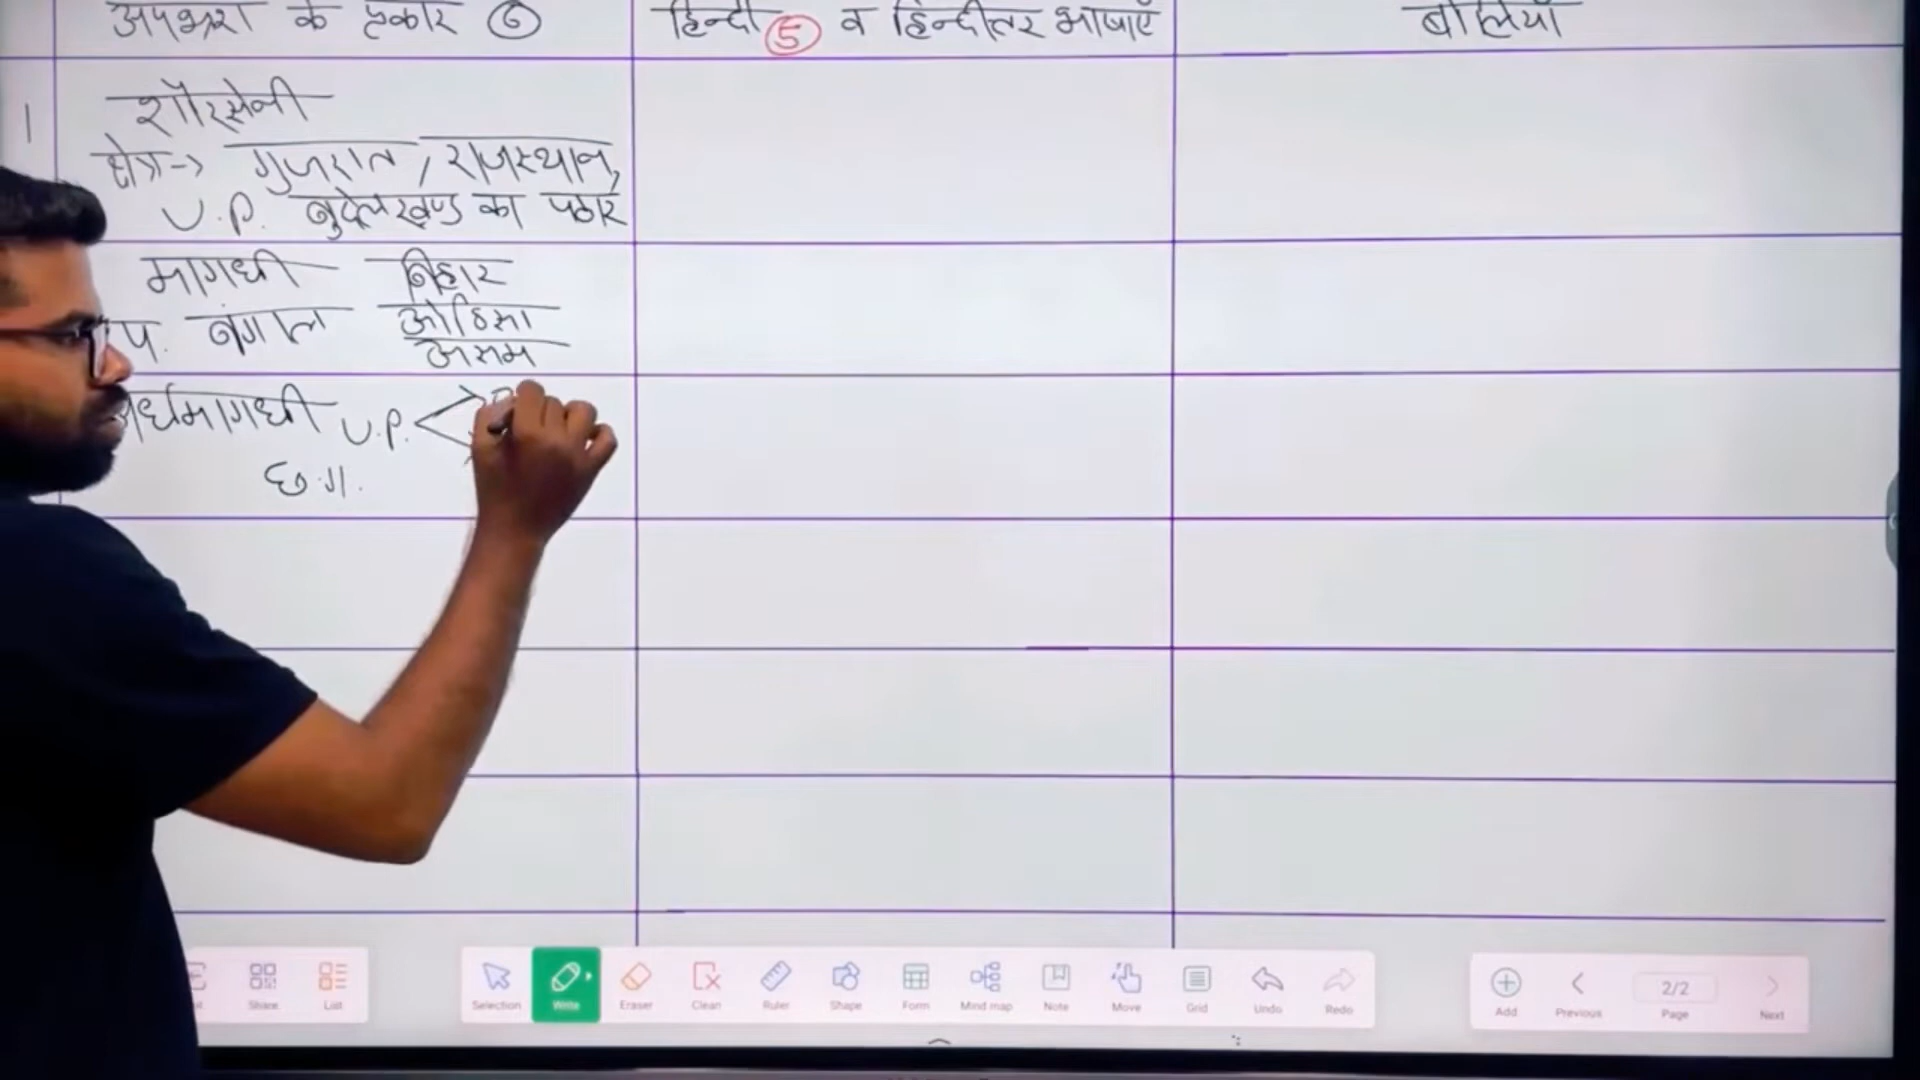 अपभ्रंश के प्रकार ⑥
हिन्दी ⑤ व हिन्दीतर भाषाएँ
बोलियाँ
1
शौरसेनी
क्षेत्र-> गुजरात / राजस्थान,
U.P. बुंदेलखण्ड का पठार
मागधी बिहार
प. बंगाल ओडिसा
असम
र्धमागधी U.P. <
छ.ग.
Share
List
Selection
Write
Eraser
Clean
Ruler
Shape
Form
Mind map
Note
Move
Grid
Undo
Redo
Add
Previous
2/2
Page
Next